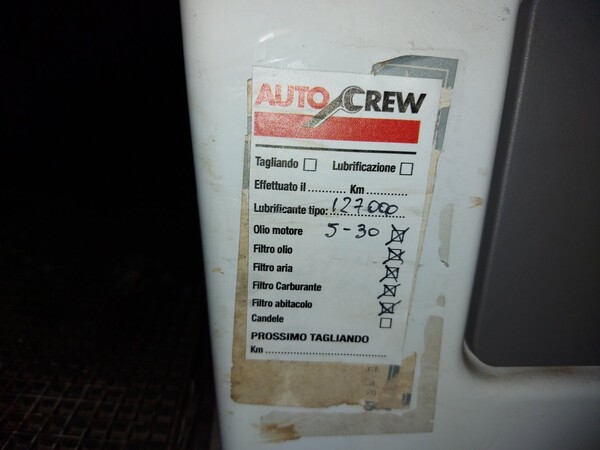 AUTO CREW
Tagliando Lubrificazione
Effettuato il .......... Km ............
Lubrificante tipo: 127000
Olio motore 5-30
Filtro olio
Filtro aria
Filtro Carburante
Filtro abitacolo
Candele
PROSSIMO TAGLIANDO
Km ....................................